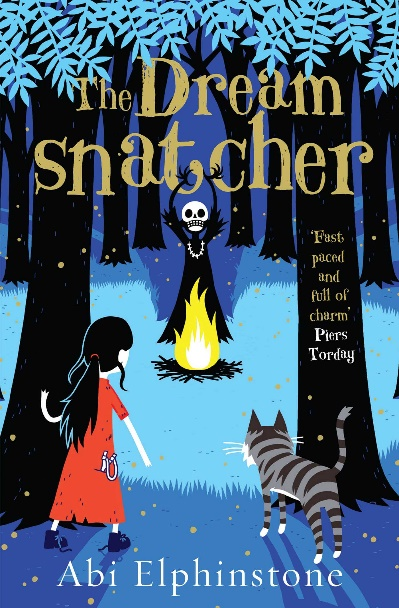 The Dream
snatcher
'Fast
paced
and
full of
charm'
Piers
Torday
Abi Elphinstone